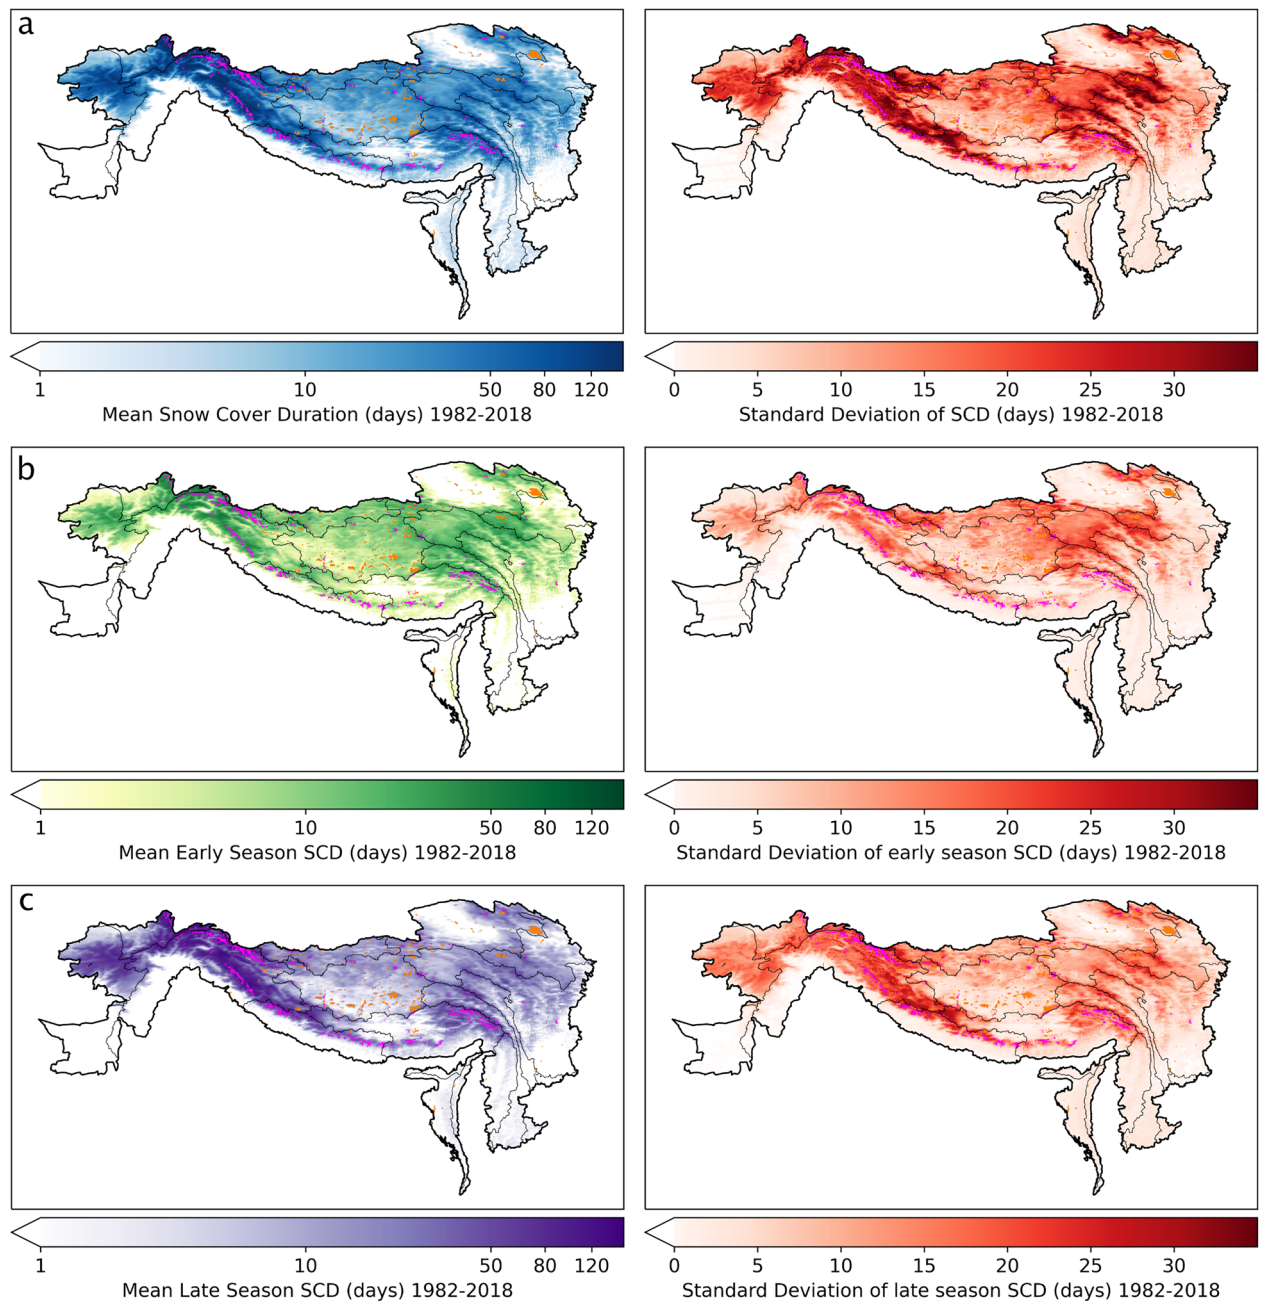 a
1 10 50 80 120
Mean Snow Cover Duration (days) 1982-2018
0 5 10 15 20 25 30
Standard Deviation of SCD (days) 1982-2018
b
1 10 50 80 120
Mean Early Season SCD (days) 1982-2018
0 5 10 15 20 25 30
Standard Deviation of early season SCD (days) 1982-2018
c
1 10 50 80 120
Mean Late Season SCD (days) 1982-2018
0 5 10 15 20 25 30
Standard Deviation of late season SCD (days) 1982-2018